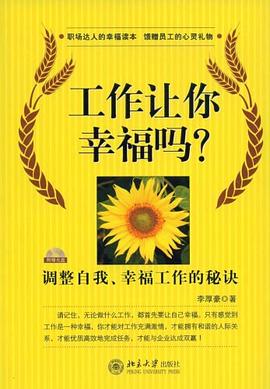 职场达人的幸福读本 馈赠员工的心灵礼物
工作让你
幸福吗？
附赠光盘
调整自我、幸福工作的秘诀
李厚豪◎著
请记住，无论做什么工作，都首先要让自己幸福，只有感觉到
工作是一种幸福，你才能对工作充满激情，才能拥有和谐的人际关
系，才能优质高效地完成任务，才能与企业达成双赢！
北京大学出版社